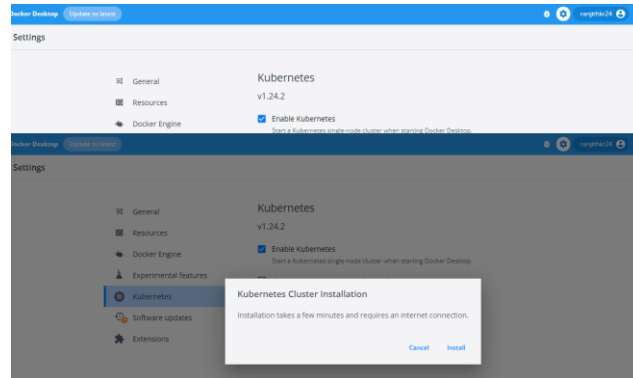 Docker Desktop Update to latest ranjithkr24
Settings
General
Resources
Docker Engine
Kubernetes
v1.24.2
Enable Kubernetes
Start a Kubernetes single-node cluster when starting Docker Desktop.
Docker Desktop Update to latest ranjithkr24
Settings
General
Resources
Docker Engine
Experimental features
Kubernetes
Software updates
Extensions
Kubernetes
v1.24.2
Enable Kubernetes
Start a Kubernetes single-node cluster when starting Docker Desktop.
Kubernetes Cluster Installation
Installation takes a few minutes and requires an internet connection.
Cancel Install